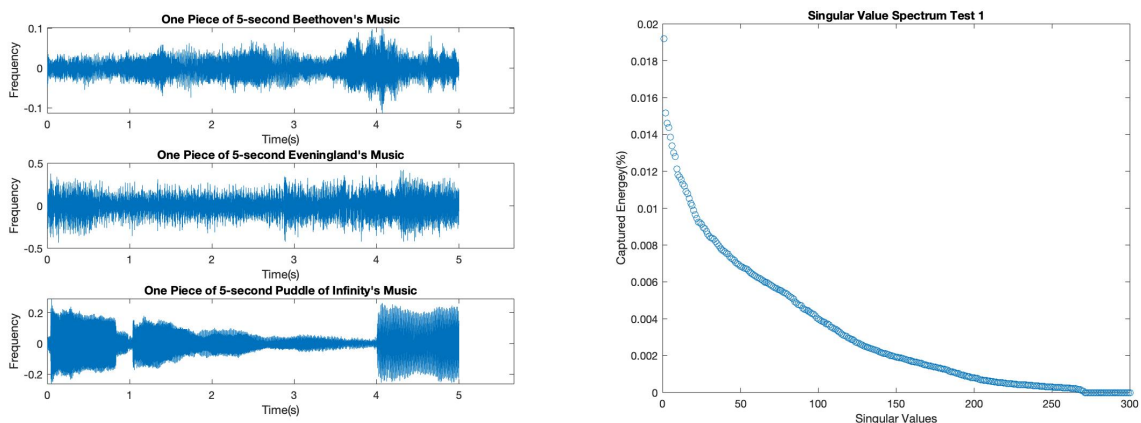 One Piece of 5-second Beethoven's Music
0.1
0
-0.1
Frequency
0 1 2 3 4 5
Time(s)
One Piece of 5-second Eveningland's Music
0.5
0
-0.5
Frequency
0 1 2 3 4 5
Time(s)
One Piece of 5-second Puddle of Infinity's Music
0.2
0
-0.2
Frequency
0 1 2 3 4 5
Time(s)
Singular Value Spectrum Test 1
0.02
0.018
0.016
0.014
0.012
0.01
0.008
0.006
0.004
0.002
0
Captured Energey(%)
0 50 100 150 200 250 300
Singular Values